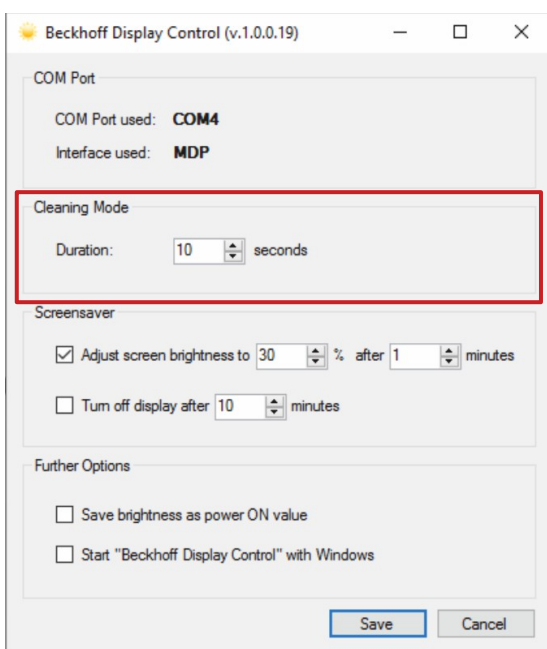 Beckhoff Display Control (v.1.0.0.19)
COM Port
COM Port used: COM4
Interface used: MDP
Cleaning Mode
Duration: 10 seconds
Screensaver
Adjust screen brightness to 30 % after 1 minutes
Turn off display after 10 minutes
Further Options
Save brightness as power ON value
Start "Beckhoff Display Control" with Windows
Save Cancel